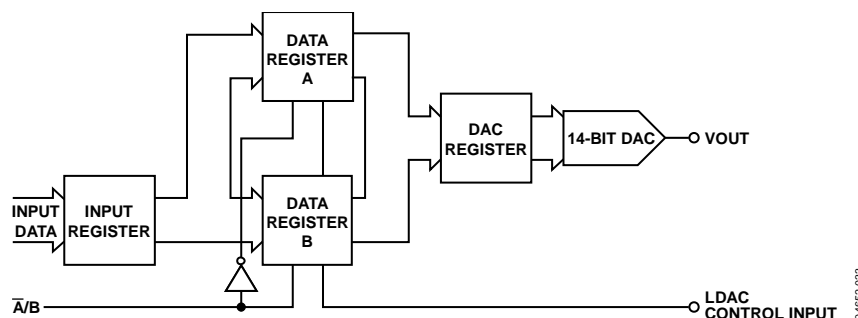 DATA
REGISTER
A
DAC
REGISTER
14-BIT DAC
VOUT
INPUT
DATA
INPUT
REGISTER
DATA
REGISTER
B
A̅/B
LDAC
CONTROL INPUT